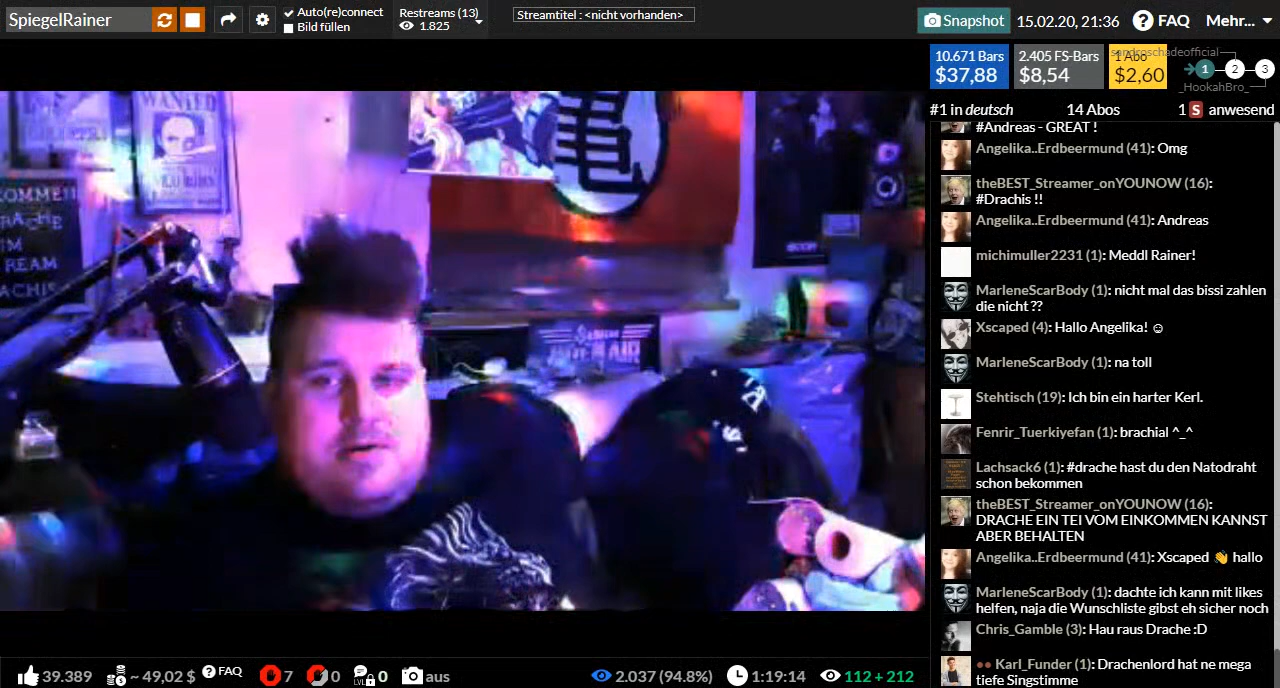 SpiegelRainer
Auto(re)connect
Bild füllen
Restreams (13)
1.825
Streamtitel : <nicht vorhanden>
Snapshot
15.02.20, 21:36
FAQ
Mehr...
10.671 Bars
$37,88
2.405 FS-Bars
$8,54
1 Abo
$2,60
sandroschadeofficial
1 2 3
_HookahBro_
#1 in deutsch
14 Abos
1 S anwesend
WANTED
亀
#Andreas - GREAT !
Angelika..Erdbeermund (41): Omg
theBEST_Streamer_onYOUNOW (16):
#Drachis !!
Angelika..Erdbeermund (41): Andreas
michimuller2231 (1): Meddl Rainer!
MarleneScarBody (1): nicht mal das bissi zahlen
die nicht ??
Xscaped (4): Hallo Angelika! ☺
MarleneScarBody (1): na toll
Stehtisch (19): Ich bin ein harter Kerl.
Fenrir_Tuerkiyefan (1): brachial ^_^
Lachsack6 (1): #drache hast du den Natodraht
schon bekommen
theBEST_Streamer_onYOUNOW (16):
DRACHE EIN TEI VOM EINKOMMEN KANNST
ABER BEHALTEN
Angelika..Erdbeermund (41): Xscaped 👋 hallo
MarleneScarBody (1): dachte ich kann mit likes
helfen, naja die Wunschliste gibst eh sicher noch
Chris_Gamble (3): Hau raus Drache :D
•• Karl_Funder (1): Drachenlord hat ne mega
tiefe Singstimme
39.389
~ 49,02 $
FAQ
7
0
LVL
0
aus
2.037 (94.8%)
1:19:14
112 + 212